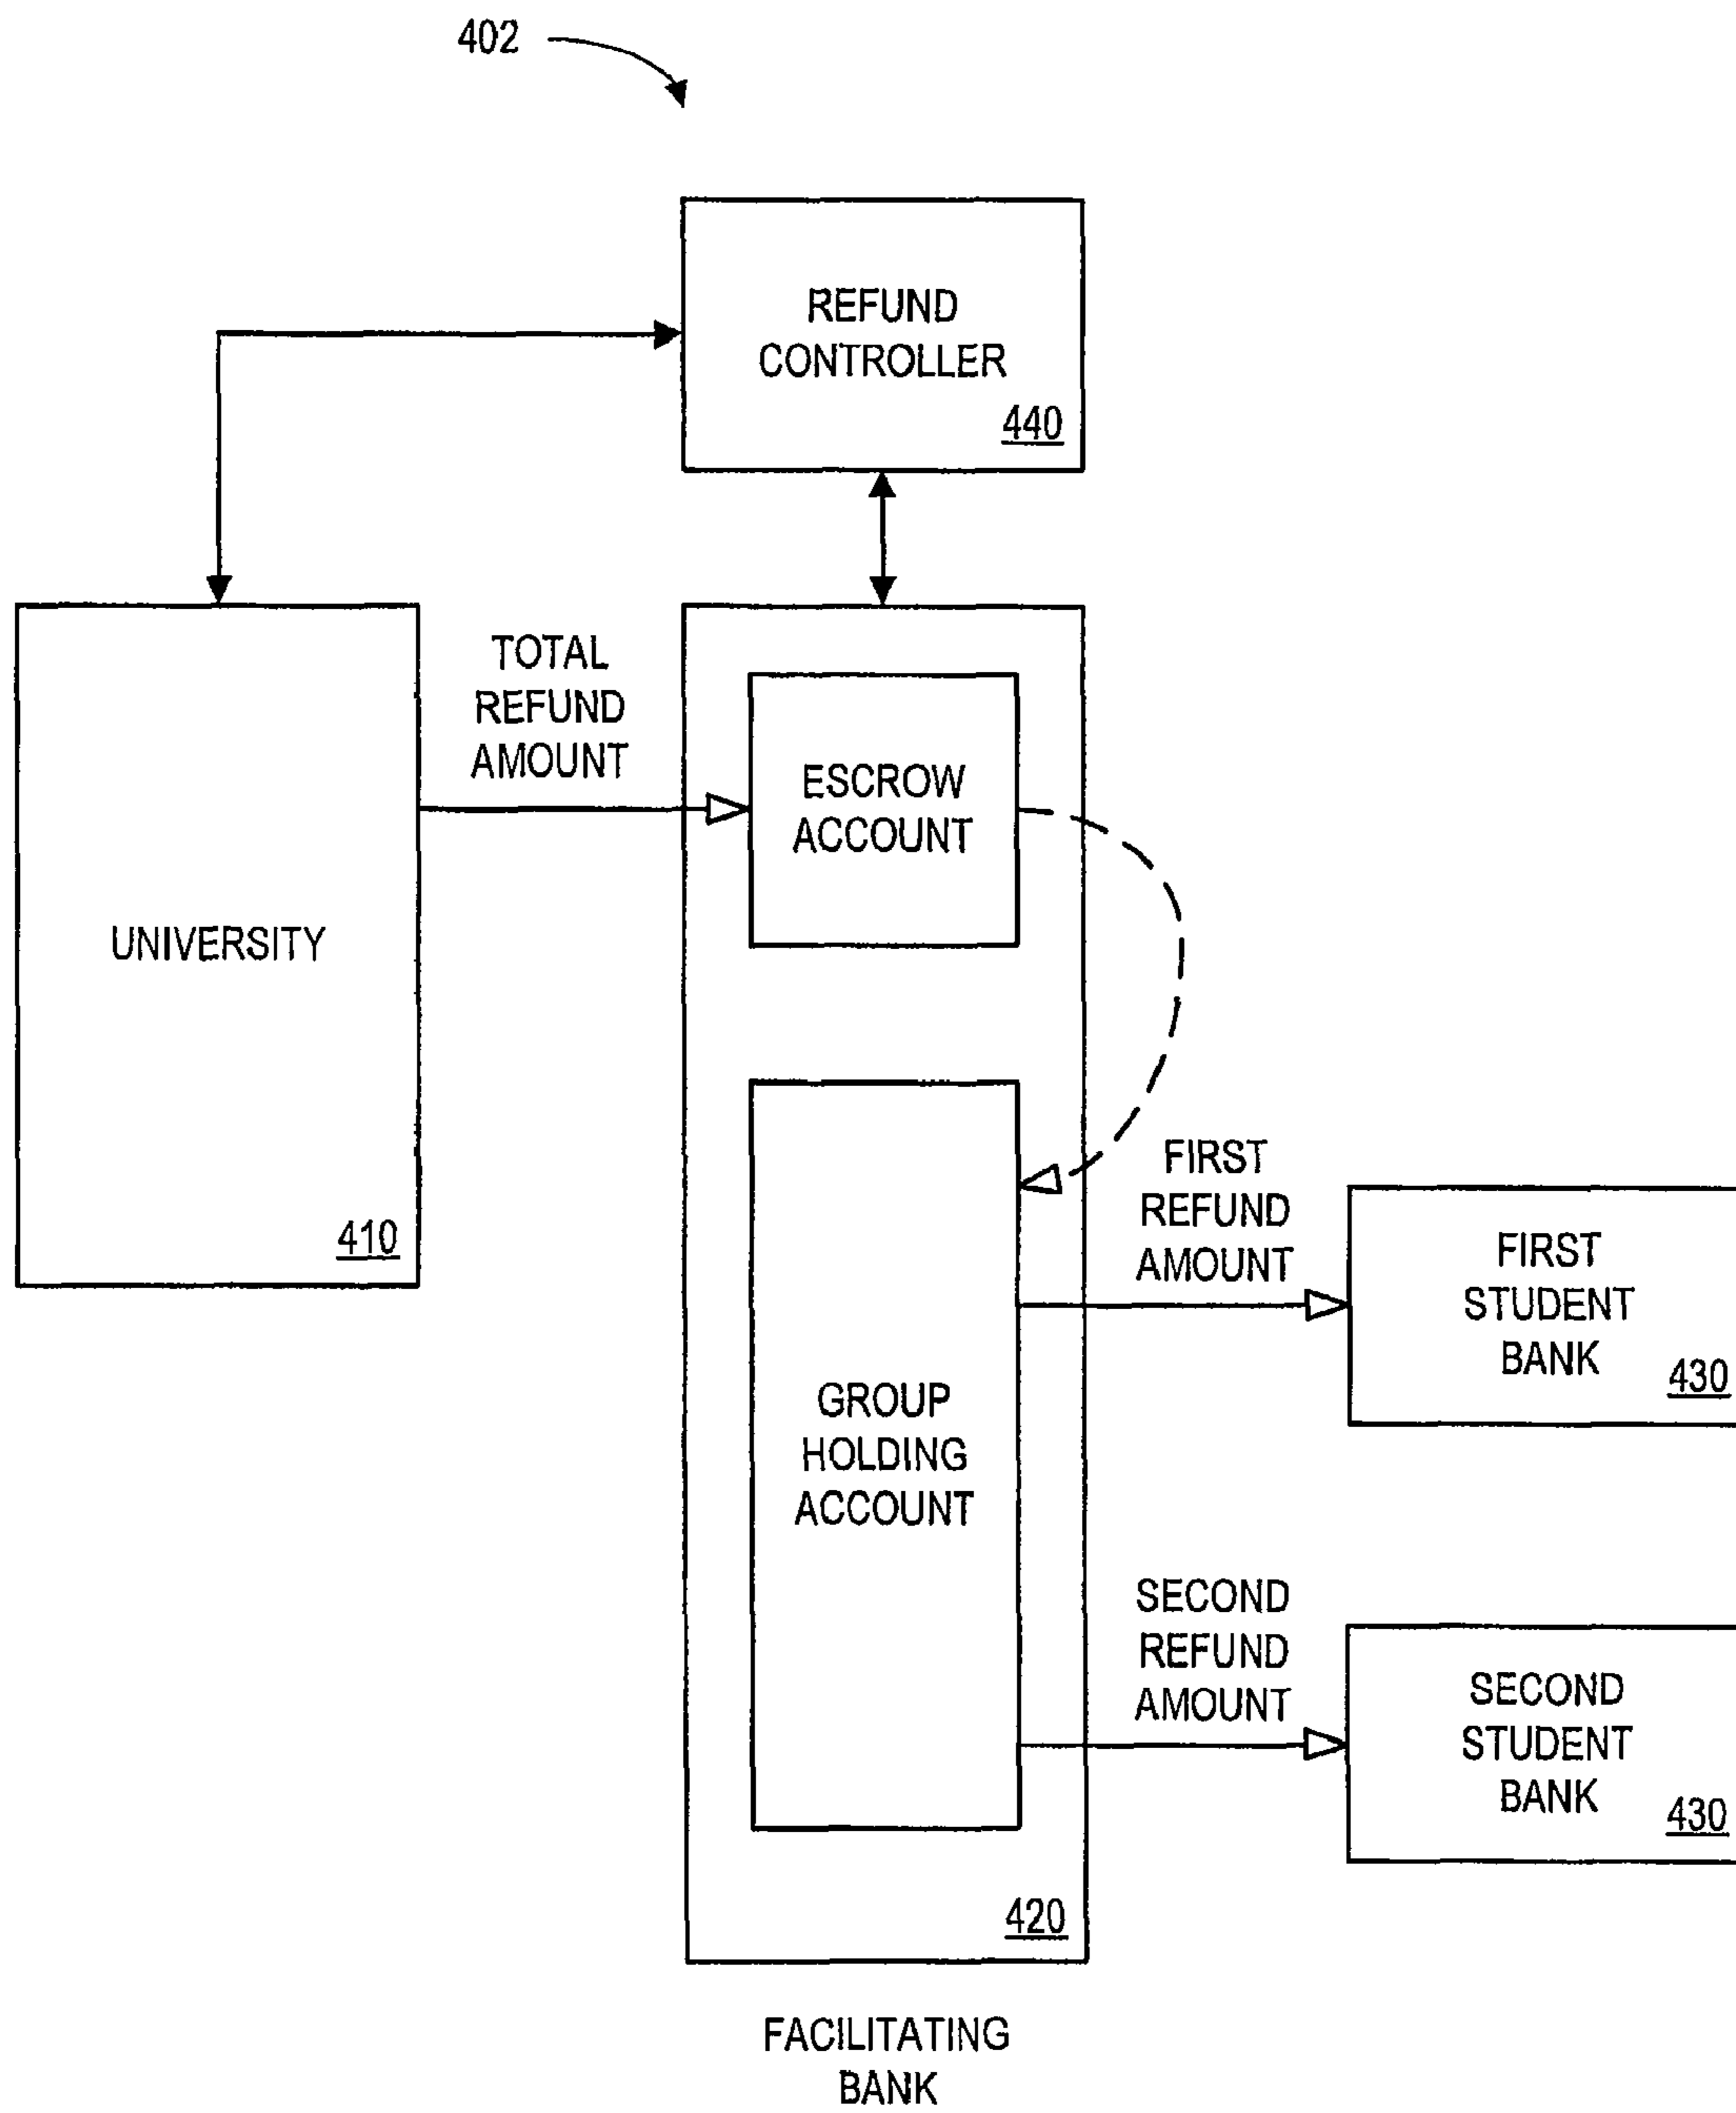 402
REFUND
CONTROLLER
440
TOTAL
REFUND
AMOUNT
ESCROW
ACCOUNT
UNIVERSITY
410
FIRST
REFUND
AMOUNT
FIRST
STUDENT
BANK
430
GROUP
HOLDING
ACCOUNT
SECOND
REFUND
AMOUNT
SECOND
STUDENT
BANK
430
420
FACILITATING
BANK